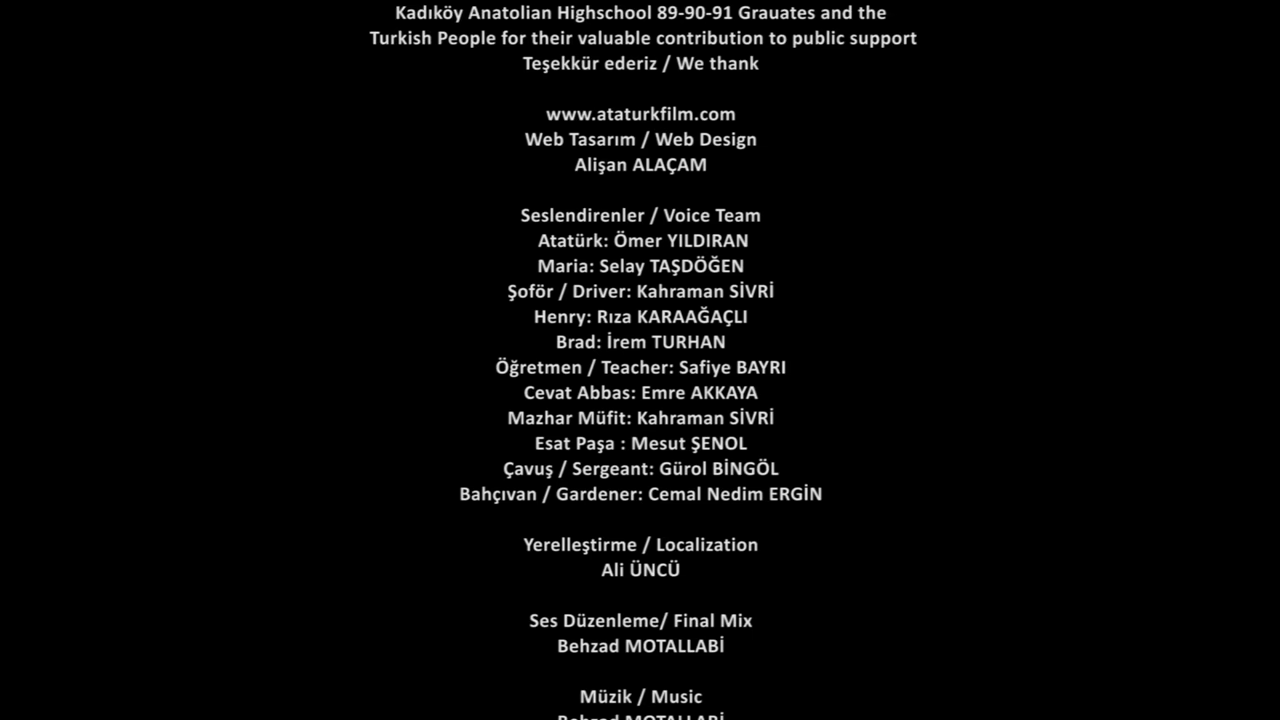 Kadıköy Anatolian Highschool 89-90-91 Grauates and the
Turkish People for their valuable contribution to public support
Teşekkür ederiz / We thank
www.ataturkfilm.com
Web Tasarım / Web Design
Alişan ALAÇAM
Seslendirenler / Voice Team
Atatürk: Ömer YILDIRAN
Maria: Selay TAŞDÖĞEN
Şoför / Driver: Kahraman SİVRİ
Henry: Rıza KARAAĞAÇLI
Brad: İrem TURHAN
Öğretmen / Teacher: Safiye BAYRI
Cevat Abbas: Emre AKKAYA
Mazhar Müfit: Kahraman SİVRİ
Esat Paşa : Mesut ŞENOL
Çavuş / Sergeant: Gürol BİNGÖL
Bahçıvan / Gardener: Cemal Nedim ERGİN
Yerelleştirme / Localization
Ali ÜNCÜ
Ses Düzenleme/ Final Mix
Behzad MOTALLABİ
Müzik / Music
Behzad MOTALLABİ